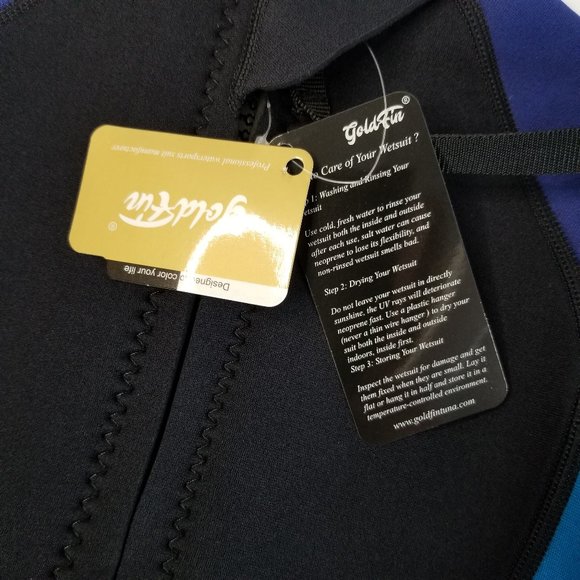 goldfin®
Professional watersports suit manufacturer
Designed to color your life
GoldFin®
to Care of Your Wetsuit ?
1: Washing and Rinsing Your
Wetsuit
Use cold, fresh water to rinse your
wetsuit both the inside and outside
after each use, salt water can cause
neoprene to lose its flexibility, and
non-rinsed wetsuit smells bad.
Step 2: Drying Your Wetsuit
Do not leave your wetsuit in directly
sunshine, the UV rays will deteriorate
neoprene fast. Use a plastic hanger
(never a thin wire hanger ) to dry your
suit both the inside and outside
indoors, inside first.
Step 3: Storing Your Wetsuit
Inspect the wetsuit for damage and get
them fixed when they are small. Lay it
flat or hang it in half and store it in a
temperature-controlled environment.
www.goldfintuna.com